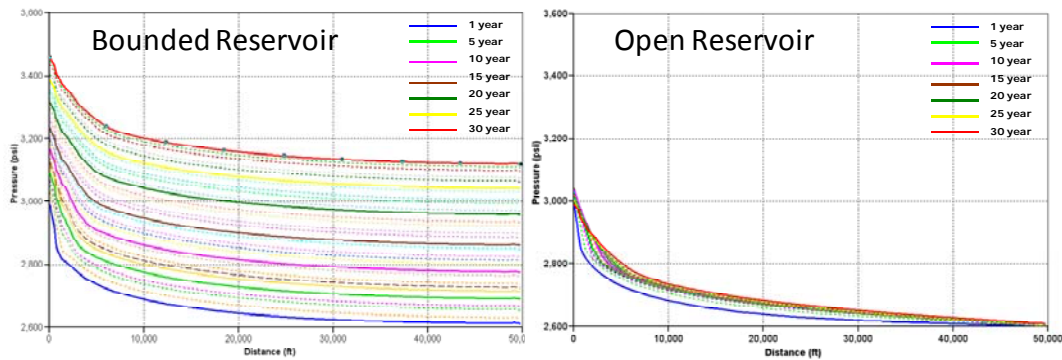 Bounded Reservoir
1 year
5 year
10 year
15 year
20 year
25 year
30 year
3,600
3,400
3,200
3,000
2,800
2,600
Pressure (psi)
0
10,000
20,000
30,000
40,000
50,0
Distance (ft)
Open Reservoir
1 year
5 year
10 year
15 year
20 year
25 year
30 year
3,600
3,400
3,200
3,000
2,800
2,600
Pressure (psi)
0
10,000
20,000
30,000
40,000
50,000
Distance (ft)